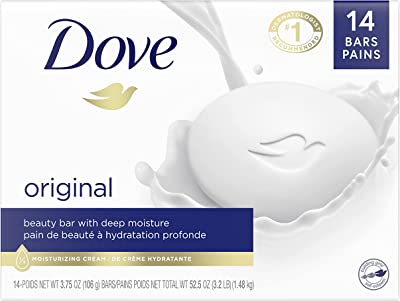 Dove
DERMATOLOGIST
#1
RECOMMENDED
14
BARS
PAINS
original
beauty bar with deep moisture
pain de beauté à hydratation profonde
¼ MOISTURIZING CREAM • DE CRÈME HYDRATANTE
14-POIDS NET WT 3.75 OZ (106 g) BARS/PAINS POIDS NET TOTAL WT 52.5 OZ (3.2 LB) (1.48 kg)